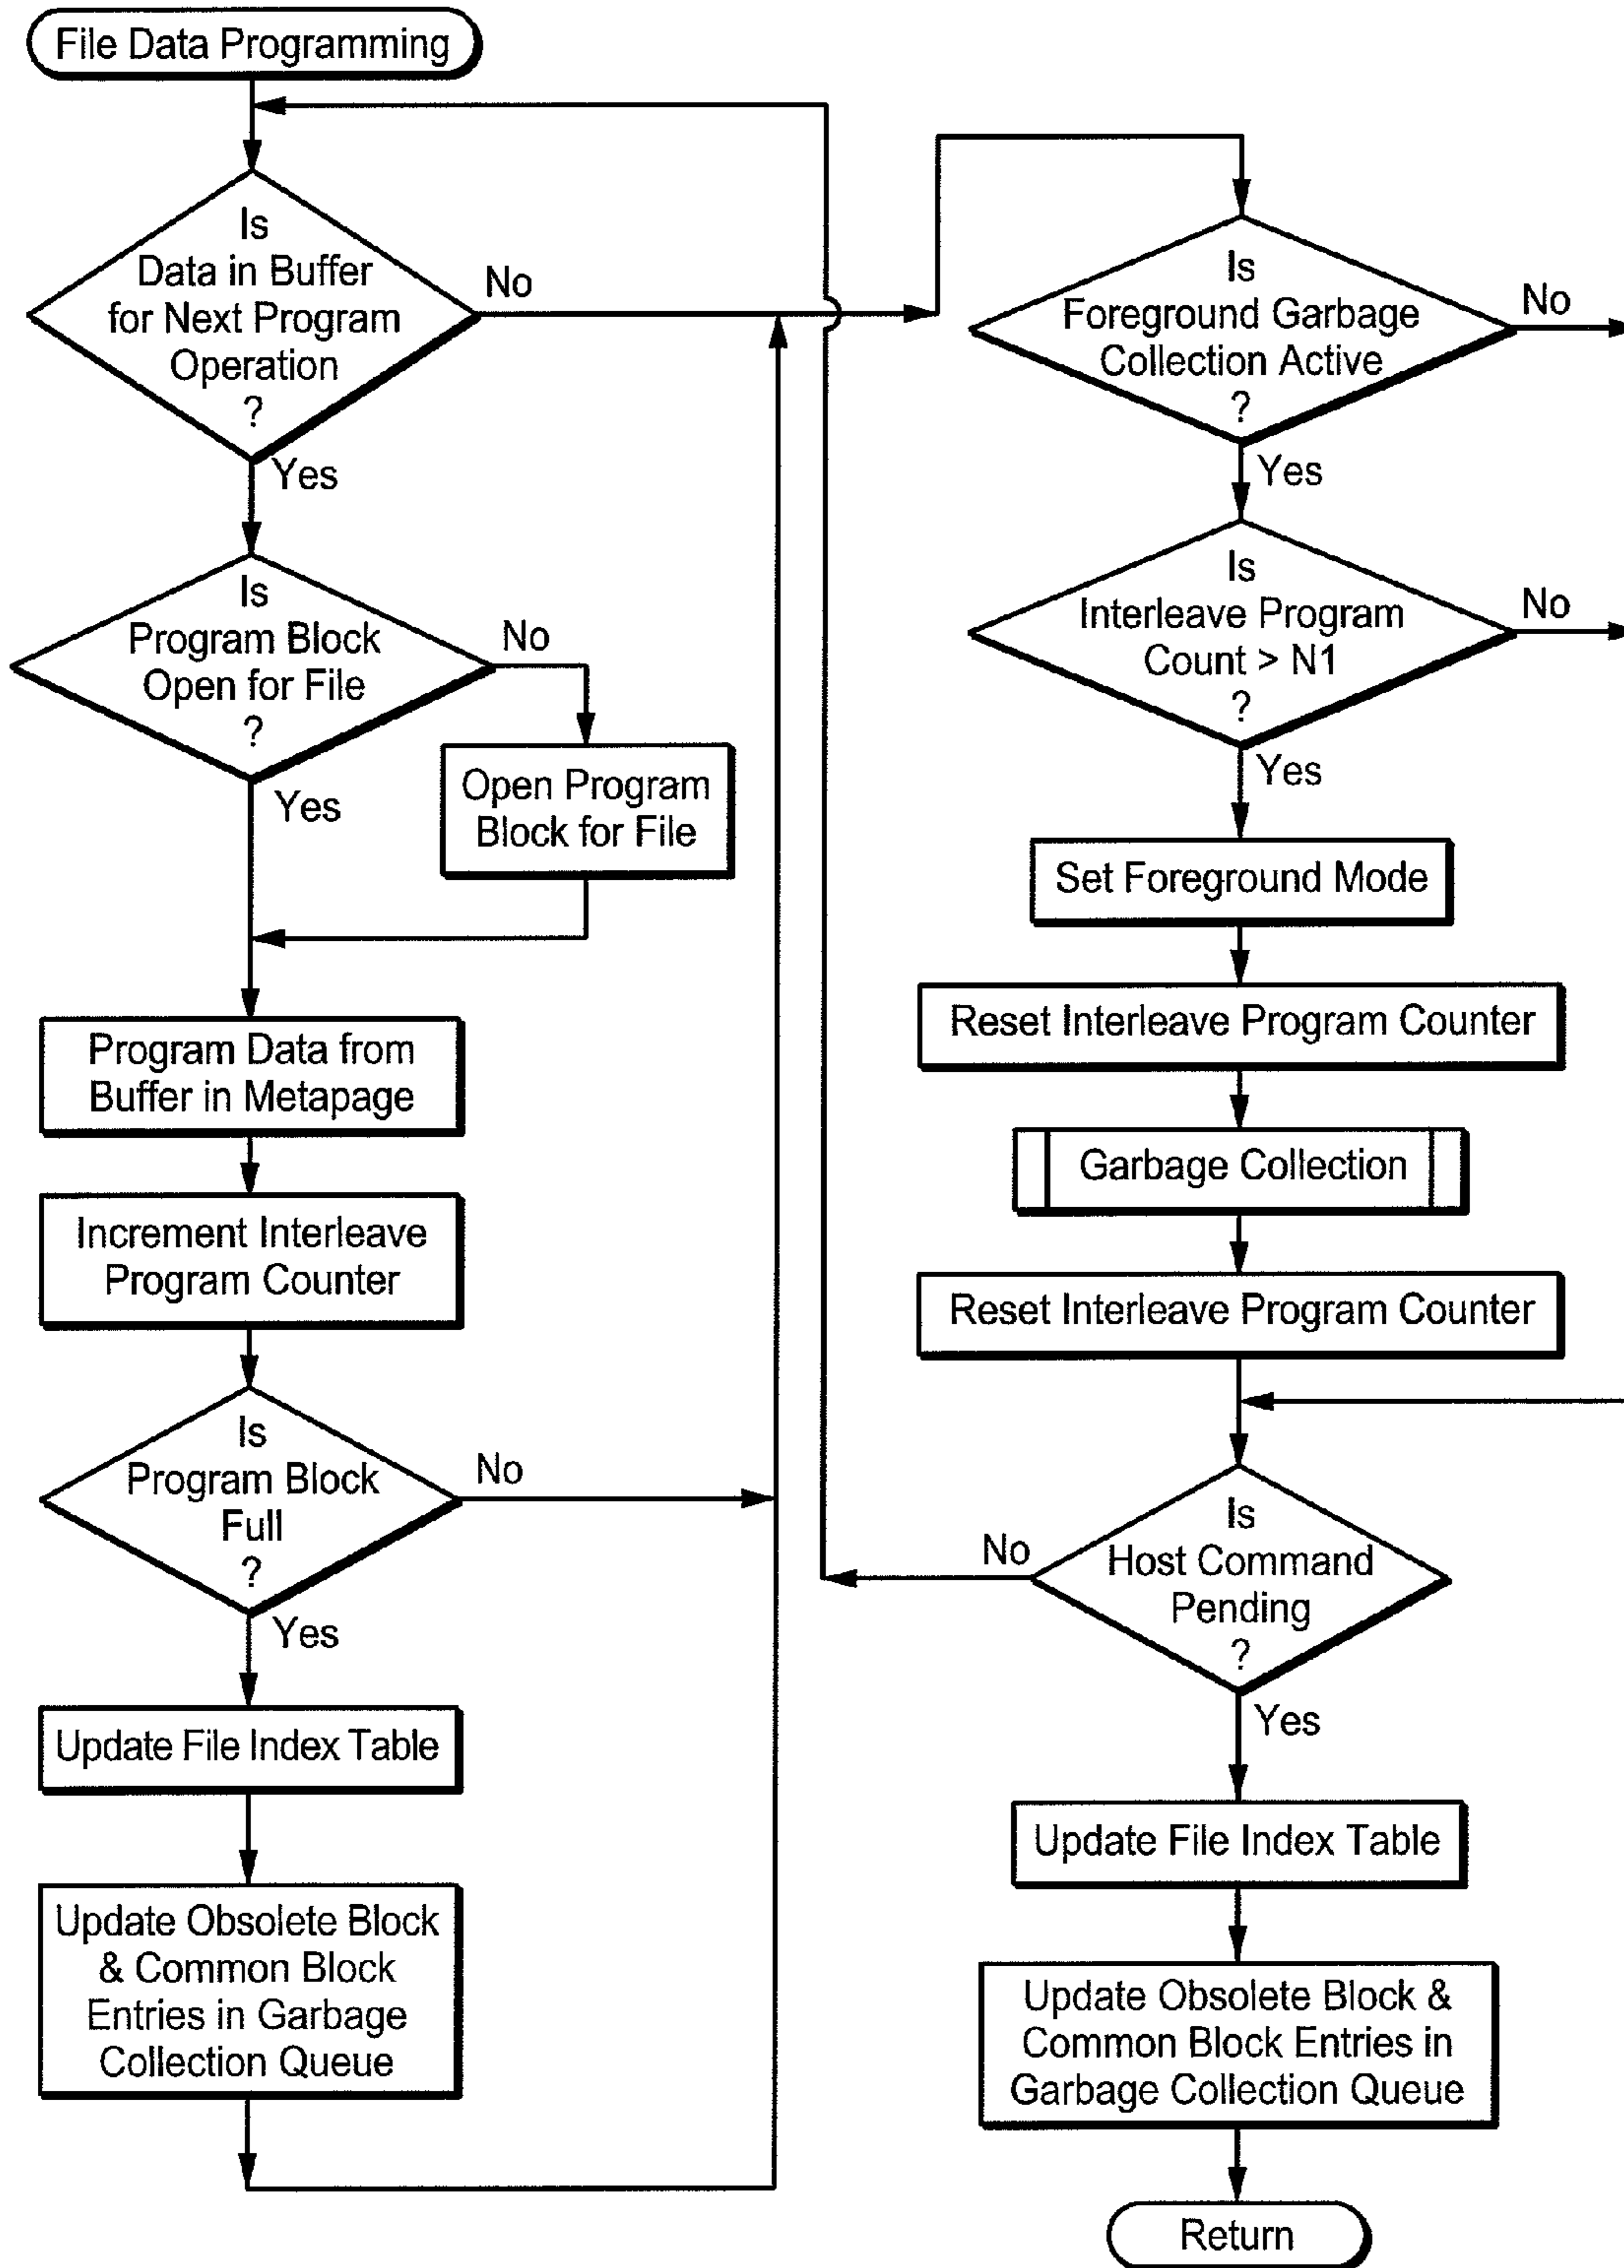 File Data Programming
Is
Data in Buffer
for Next Program
Operation
?
No
Yes
Is
Program Block
Open for File
?
No
Yes
Open Program
Block for File
Program Data from
Buffer in Metapage
Increment Interleave
Program Counter
Is
Program Block
Full
?
No
Yes
Update File Index Table
Update Obsolete Block
& Common Block
Entries in Garbage
Collection Queue
Is
Foreground Garbage
Collection Active
?
No
Yes
Is
Interleave Program
Count > N1
?
No
Yes
Set Foreground Mode
Reset Interleave Program Counter
Garbage Collection
Reset Interleave Program Counter
Is
Host Command
Pending
?
No
Yes
Update File Index Table
Update Obsolete Block &
Common Block Entries in
Garbage Collection Queue
Return